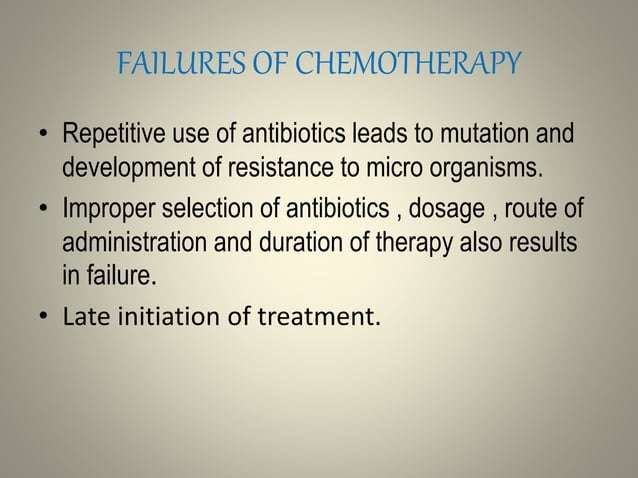 FAILURES OF CHEMOTHERAPY
• Repetitive use of antibiotics leads to mutation and
development of resistance to micro organisms.
• Improper selection of antibiotics , dosage , route of
administration and duration of therapy also results
in failure.
• Late initiation of treatment.